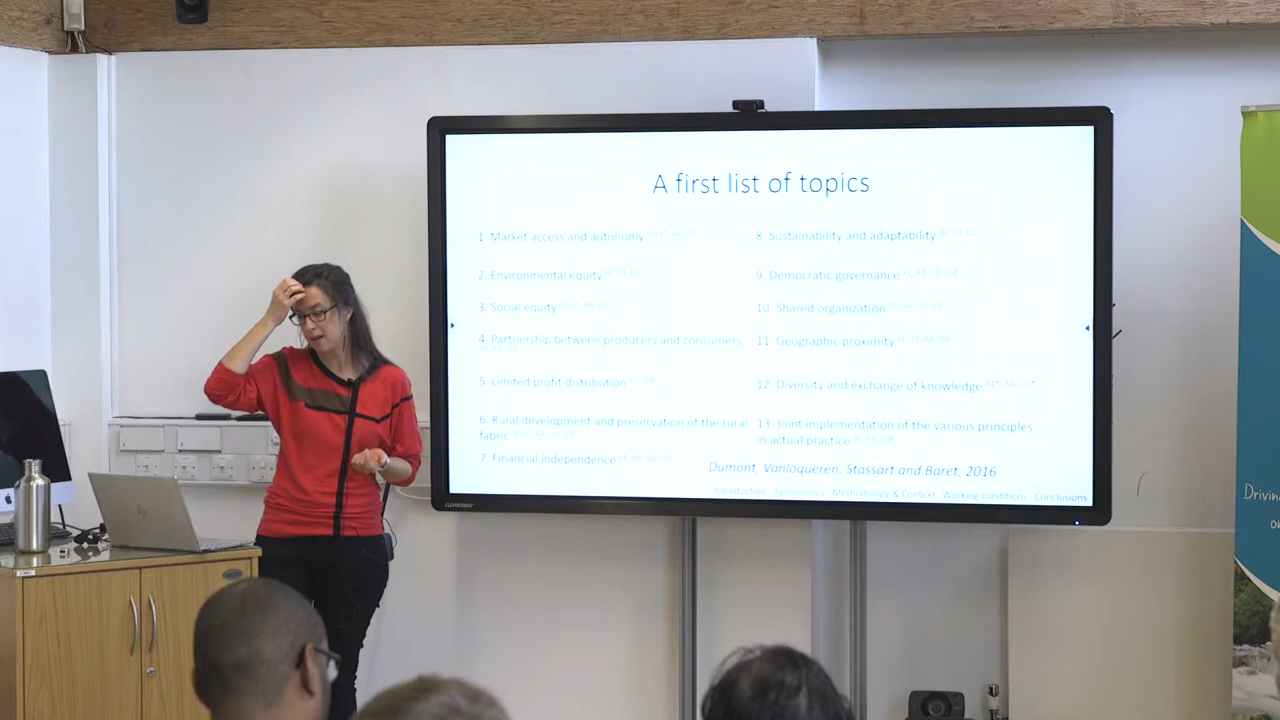 A first list of topics
1. Market access and autonomy
2. Environmental equity
3. Social equity
4. Partnership between producers and consumers
5. Limited profit distribution
6. Rural development and preservation of the rural
fabric
7. Financial independence
8. Sustainability and adaptability
9. Democratic governance
10. Shared organization
11. Geographic proximity
12. Diversity and exchange of knowledge
13. Joint implementation of the various principles
in actual practice
Dumont, Vanloqueren, Stassart and Baret, 2016
Introduction Agroecology Methodology & Context Working conditions Conclusions
CLEVERTOUCH
hp
Drivin